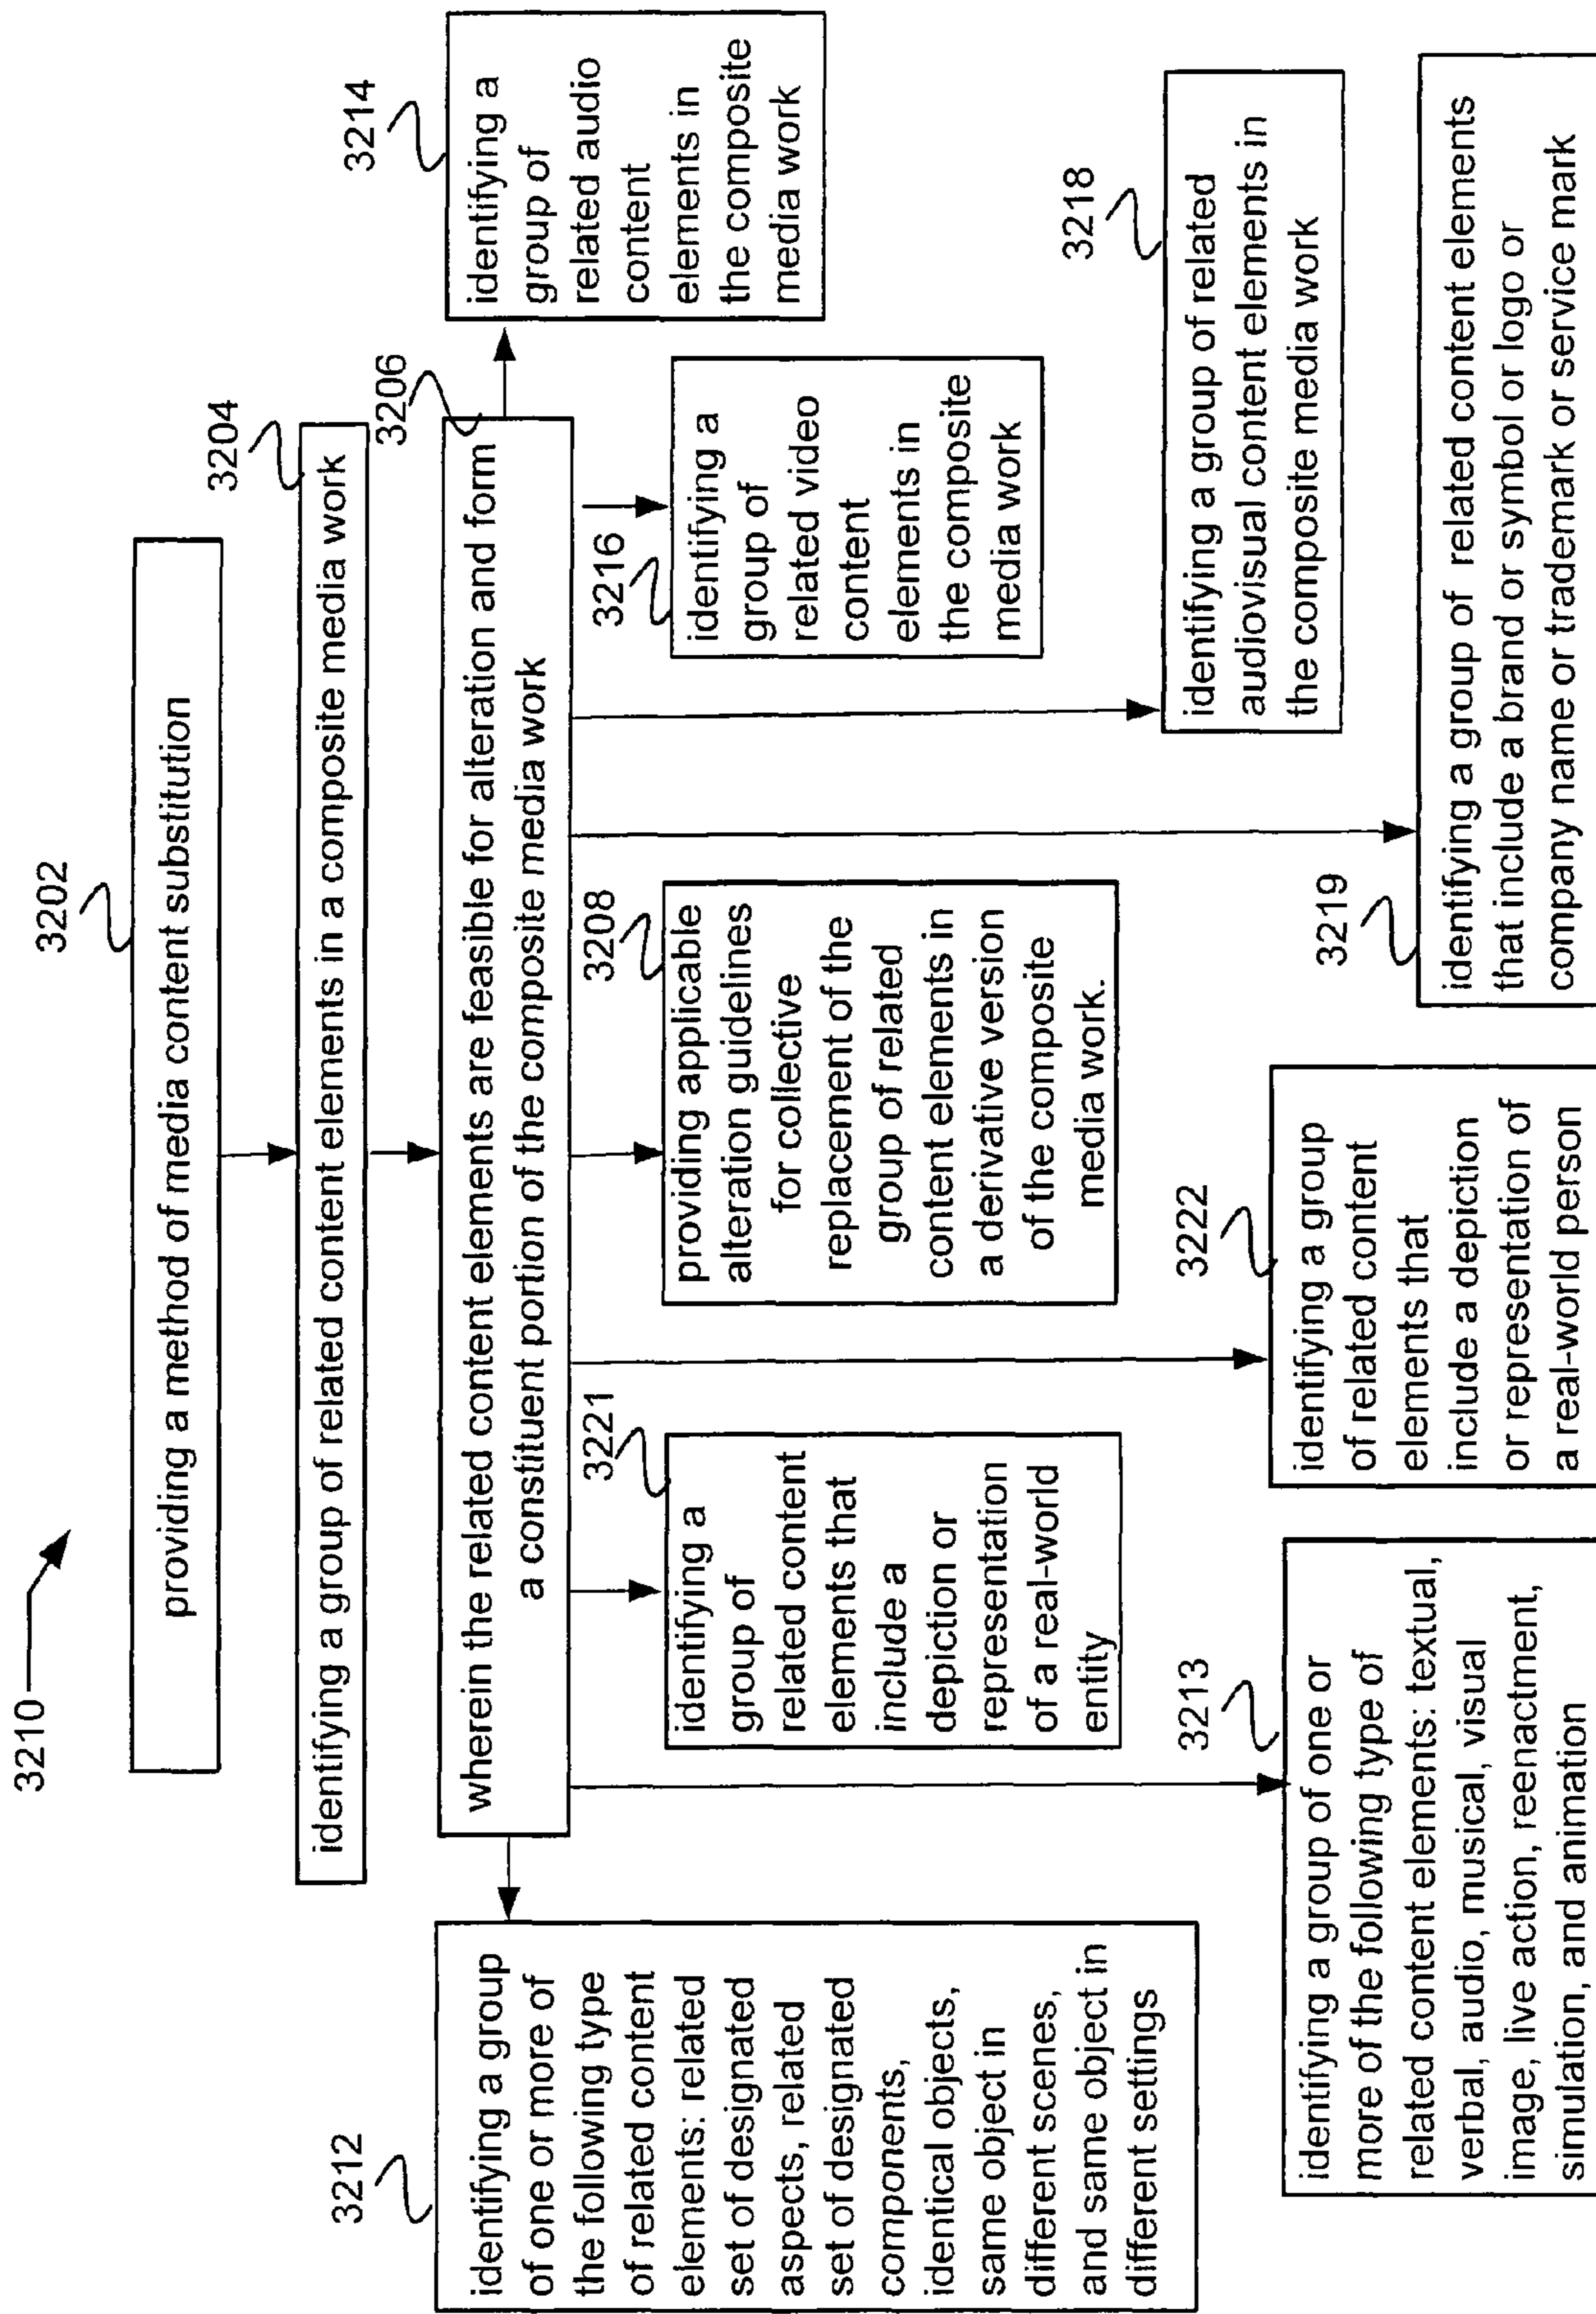 3210
3202
providing a method of media content substitution
3204
identifying a group of related content elements in a composite media work
3206
wherein the related content elements are feasible for alteration and form
a constituent portion of the composite media work
3212
identifying a group
of one or more of
the following type
of related content
elements: related
set of designated
aspects, related
set of designated
components,
identical objects,
same object in
different scenes,
and same object in
different settings
3221
identifying a
group of
related content
elements that
include a
depiction or
representation
of a real-world
entity
3208
providing applicable
alteration guidelines
for collective
replacement of the
group of related
content elements in
a derivative version
of the composite
media work.
3216
identifying a
group of
related video
content
elements in
the composite
media work
3214
identifying a
group of
related audio
content
elements in
the composite
media work
3213
identifying a group of one or
more of the following type of
related content elements: textual,
verbal, audio, musical, visual
image, live action, reenactment,
simulation, and animation
3222
identifying a group
of related content
elements that
include a depiction
or representation of
a real-world person
3218
identifying a group of related
audiovisual content elements in
the composite media work
3219
identifying a group of related content elements
that include a brand or symbol or logo or
company name or trademark or service mark